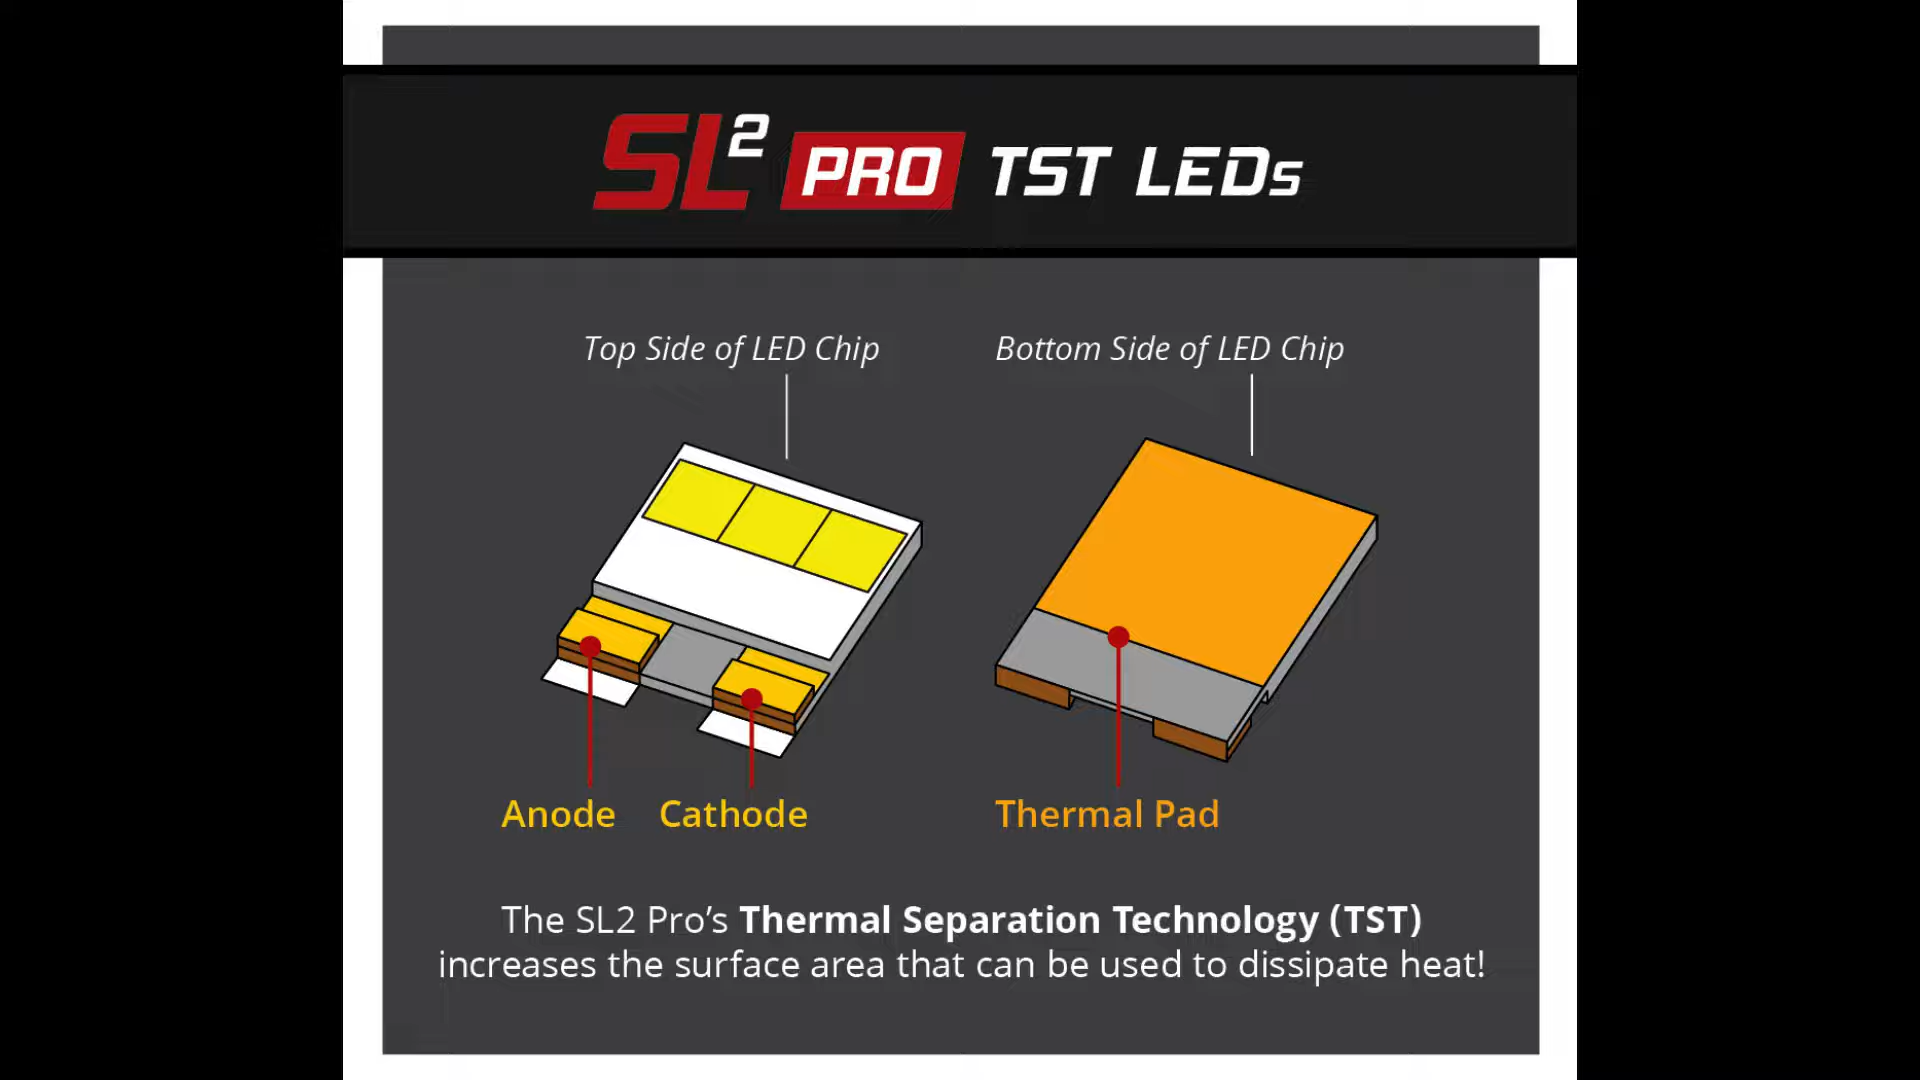 SL² PRO TST LEDs
Top Side of LED Chip
Bottom Side of LED Chip
Anode
Cathode
Thermal Pad
The SL2 Pro’s Thermal Separation Technology (TST)
increases the surface area that can be used to dissipate heat!